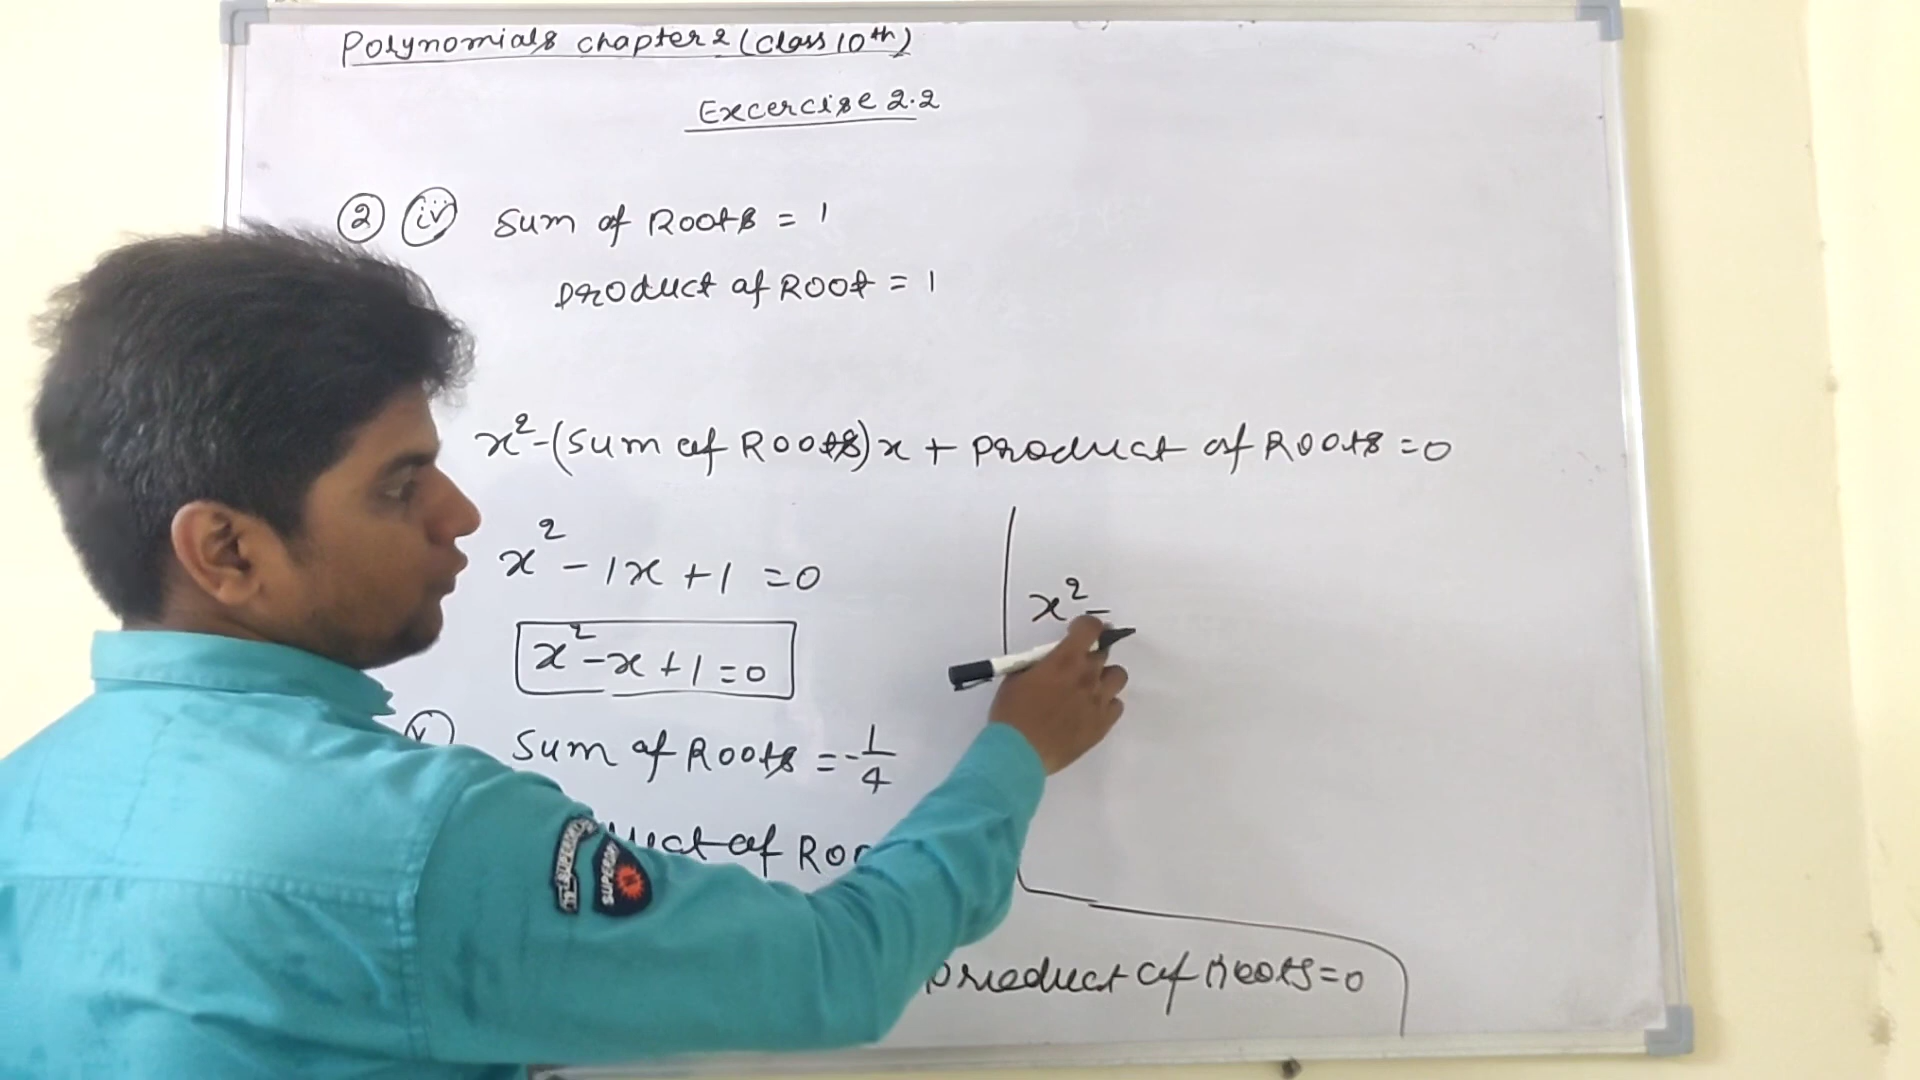 Polynomials chapter 2 (class 10th)
Excercise 2.2
2 iv Sum of Roots = 1
product of Root = 1
x² - (Sum of Roots)x + product of Roots = 0
x² - 1x + 1 = 0
x² -
x² - x + 1 = 0
v Sum of Roots = -1/4
of
product of Roots = 0
SUPERDRY